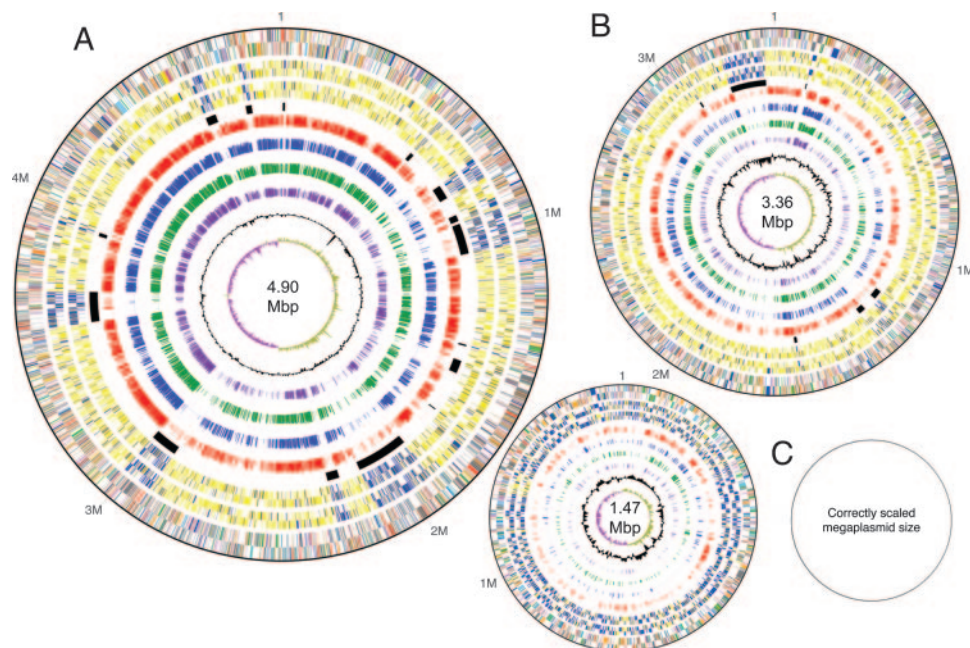 A
1
1M
2M
3M
4M
4.90
Mbp
B
1
1M
2M
3M
3.36
Mbp
1
1M
1.47
Mbp
C
Correctly scaled
megaplasmid size